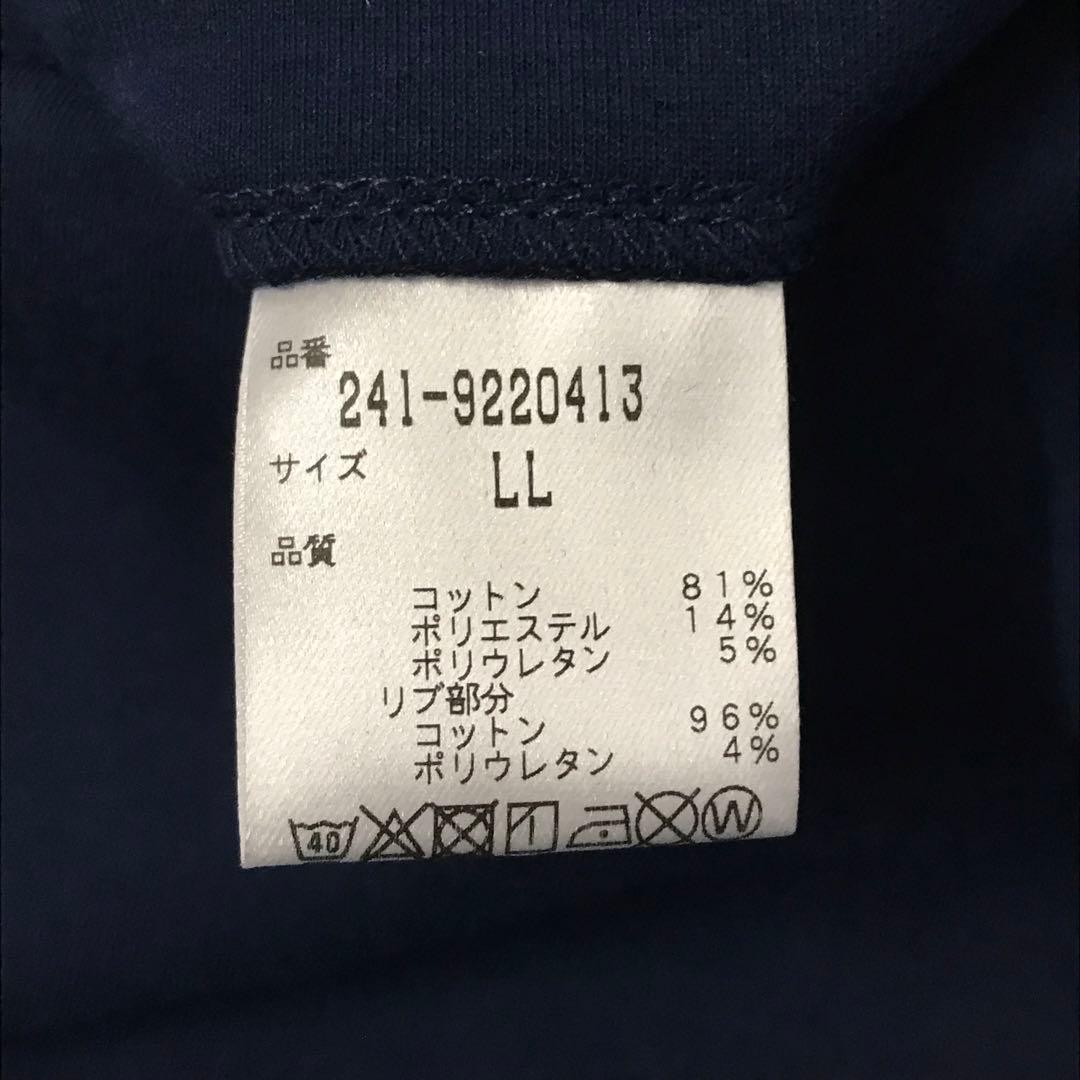 品番
241-9220413
サイズ LL
品質
コットン 81%
ポリエステル 14%
ポリウレタン 5%
リブ部分
コットン 96%
ポリウレタン 4%
40 W